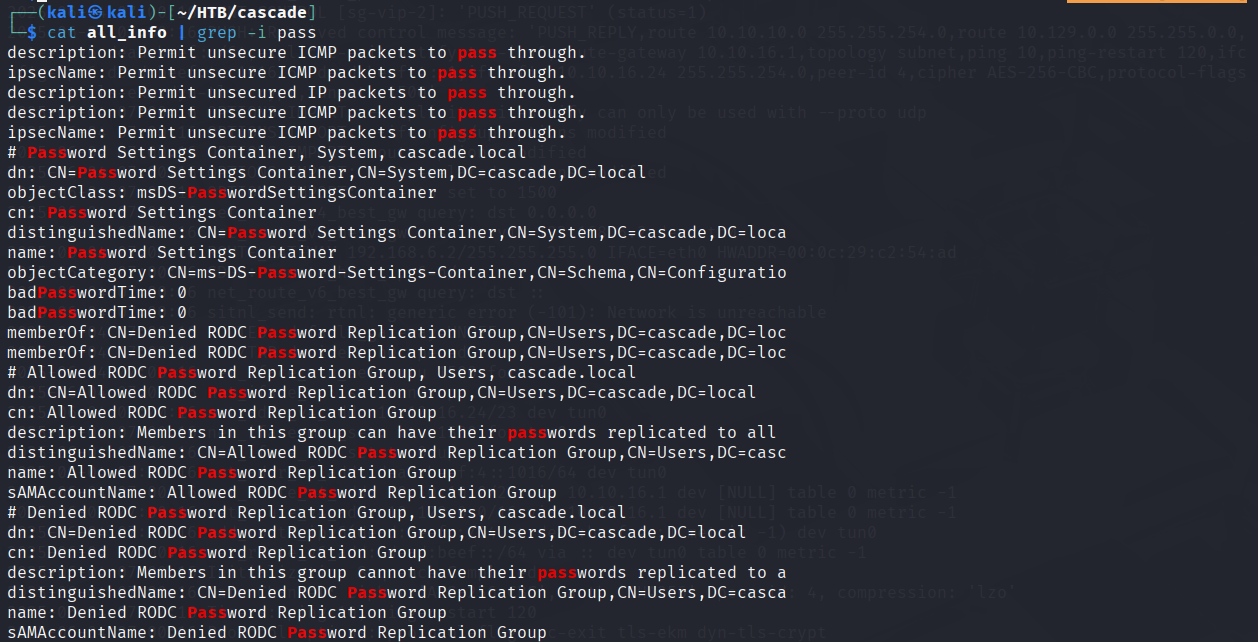 ┌──(kali㉿kali)-[~/HTB/cascade]
└─$ cat all_info | grep -i pass
description: Permit unsecure ICMP packets to pass through.
ipsecName: Permit unsecure ICMP packets to pass through.
description: Permit unsecured IP packets to pass through.
description: Permit unsecure ICMP packets to pass through.
ipsecName: Permit unsecure ICMP packets to pass through.
# Password Settings Container, System, cascade.local
dn: CN=Password Settings Container,CN=System,DC=cascade,DC=local
objectClass: msDS-PasswordSettingsContainer
cn: Password Settings Container
distinguishedName: CN=Password Settings Container,CN=System,DC=cascade,DC=loca
name: Password Settings Container
objectCategory: CN=ms-DS-Password-Settings-Container,CN=Schema,CN=Configuratio
badPasswordTime: 0
badPasswordTime: 0
memberOf: CN=Denied RODC Password Replication Group,CN=Users,DC=cascade,DC=loc
memberOf: CN=Denied RODC Password Replication Group,CN=Users,DC=cascade,DC=loc
# Allowed RODC Password Replication Group, Users, cascade.local
dn: CN=Allowed RODC Password Replication Group,CN=Users,DC=cascade,DC=local
cn: Allowed RODC Password Replication Group
description: Members in this group can have their passwords replicated to all
distinguishedName: CN=Allowed RODC Password Replication Group,CN=Users,DC=casc
name: Allowed RODC Password Replication Group
sAMAccountName: Allowed RODC Password Replication Group
# Denied RODC Password Replication Group, Users, cascade.local
dn: CN=Denied RODC Password Replication Group,CN=Users,DC=cascade,DC=local
cn: Denied RODC Password Replication Group
description: Members in this group cannot have their passwords replicated to a
distinguishedName: CN=Denied RODC Password Replication Group,CN=Users,DC=casca
name: Denied RODC Password Replication Group
sAMAccountName: Denied RODC Password Replication Group